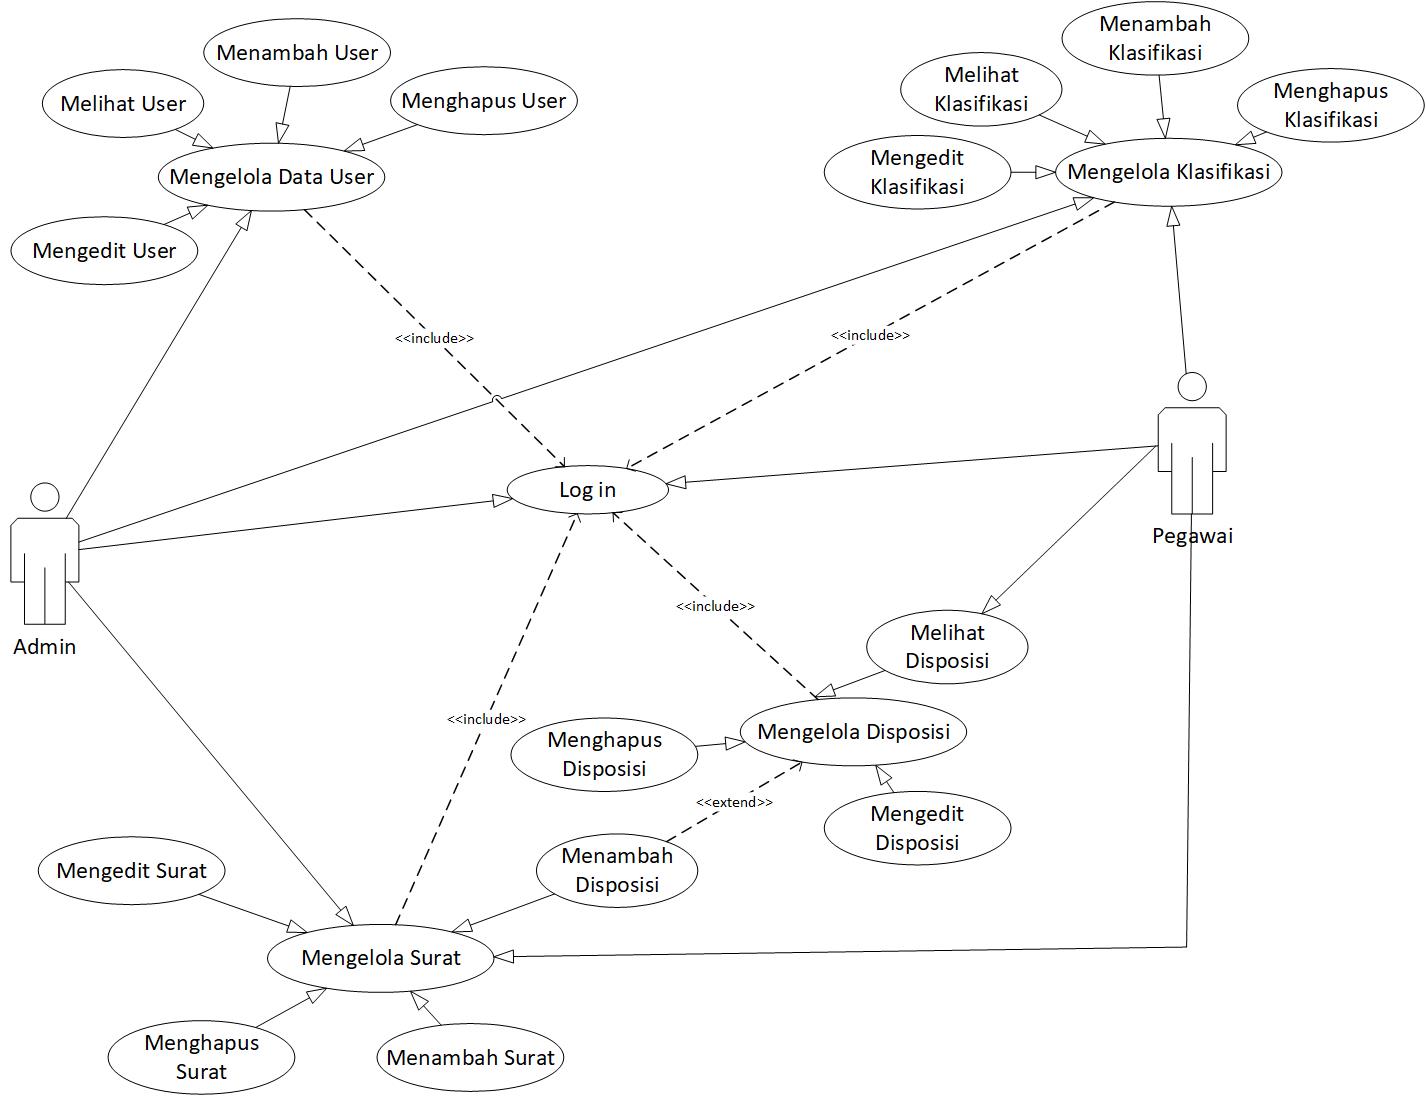 Menambah User
Melihat User
Menghapus User
Mengelola Data User
Mengedit User
Menambah
Klasifikasi
Melihat
Klasifikasi
Menghapus
Klasifikasi
Mengedit
Klasifikasi
Mengelola Klasifikasi
<<include>>
<<include>>
Log in
Pegawai
Admin
<<include>>
Melihat
Disposisi
<<include>>
Mengelola Disposisi
Menghapus
Disposisi
<<extend>>
Mengedit
Disposisi
Menambah
Disposisi
Mengedit Surat
Mengelola Surat
Menghapus
Surat
Menambah Surat